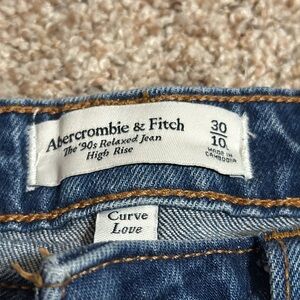 Abercrombie & Fitch
The '90s Relaxed Jean
High Rise
30
10
MADE IN
CAMBODIA
Curve
Love